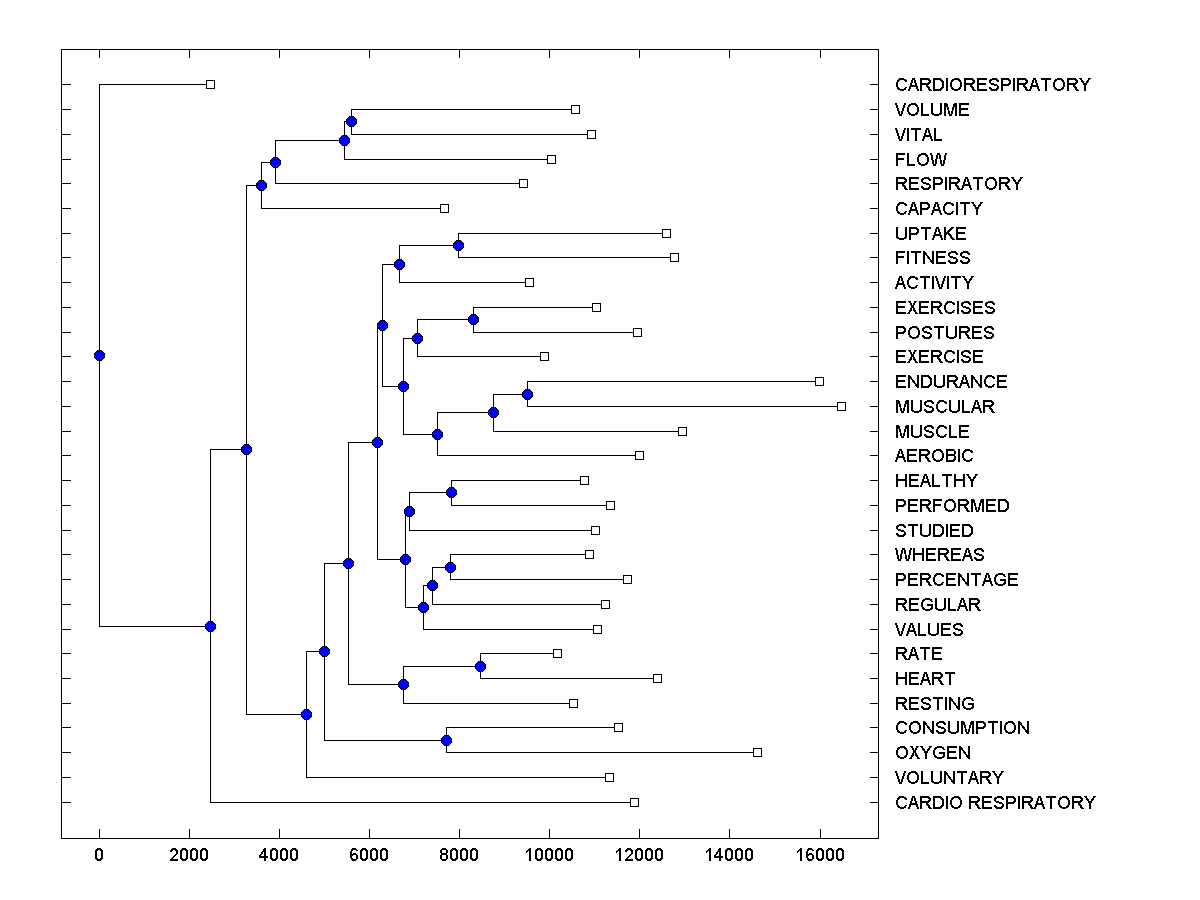 CARDIORESPIRATORY
VOLUME
VITAL
FLOW
RESPIRATORY
CAPACITY
UPTAKE
FITNESS
ACTIVITY
EXERCISES
POSTURES
EXERCISE
ENDURANCE
MUSCULAR
MUSCLE
AEROBIC
HEALTHY
PERFORMED
STUDIED
WHEREAS
PERCENTAGE
REGULAR
VALUES
RATE
HEART
RESTING
CONSUMPTION
OXYGEN
VOLUNTARY
CARDIO RESPIRATORY
0 2000 4000 6000 8000 10000 12000 14000 16000